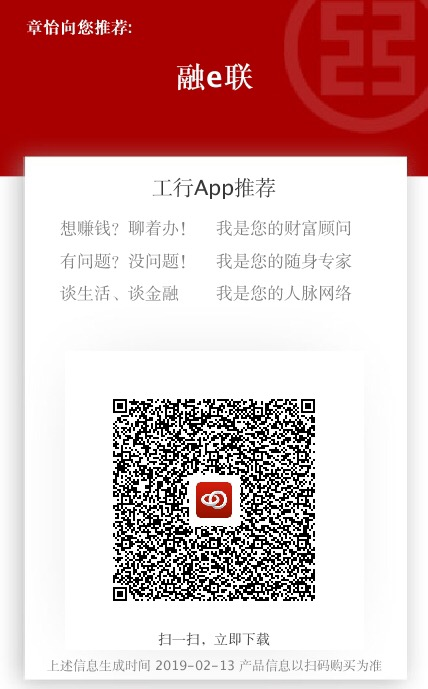 章恰向您推荐:
融e联
工行App推荐
想赚钱？聊着办！ 我是您的财富顾问
有问题？没问题！ 我是您的随身专家
谈生活、谈金融 我是您的人脉网络
扫一扫，立即下载
上述信息生成时间 2019-02-13 产品信息以扫码购买为准